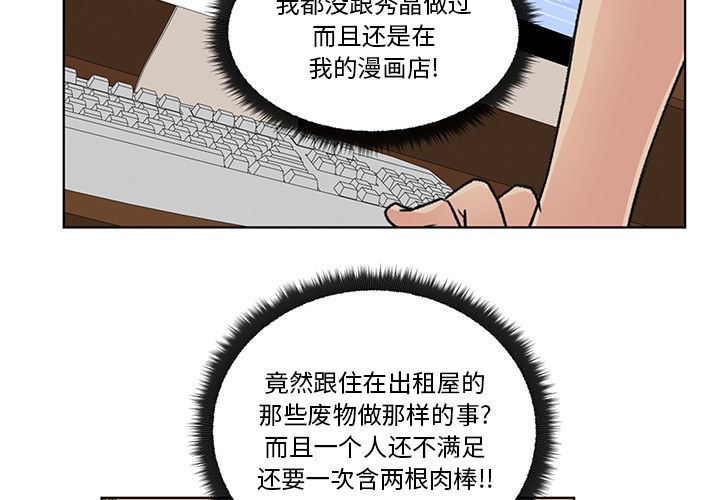 我都没跟秀晶做过
而且还是在
我的漫画店!
竟然跟住在出租屋的
那些废物做那样的事?
而且一个人还不满足
还要一次含两根肉棒!!